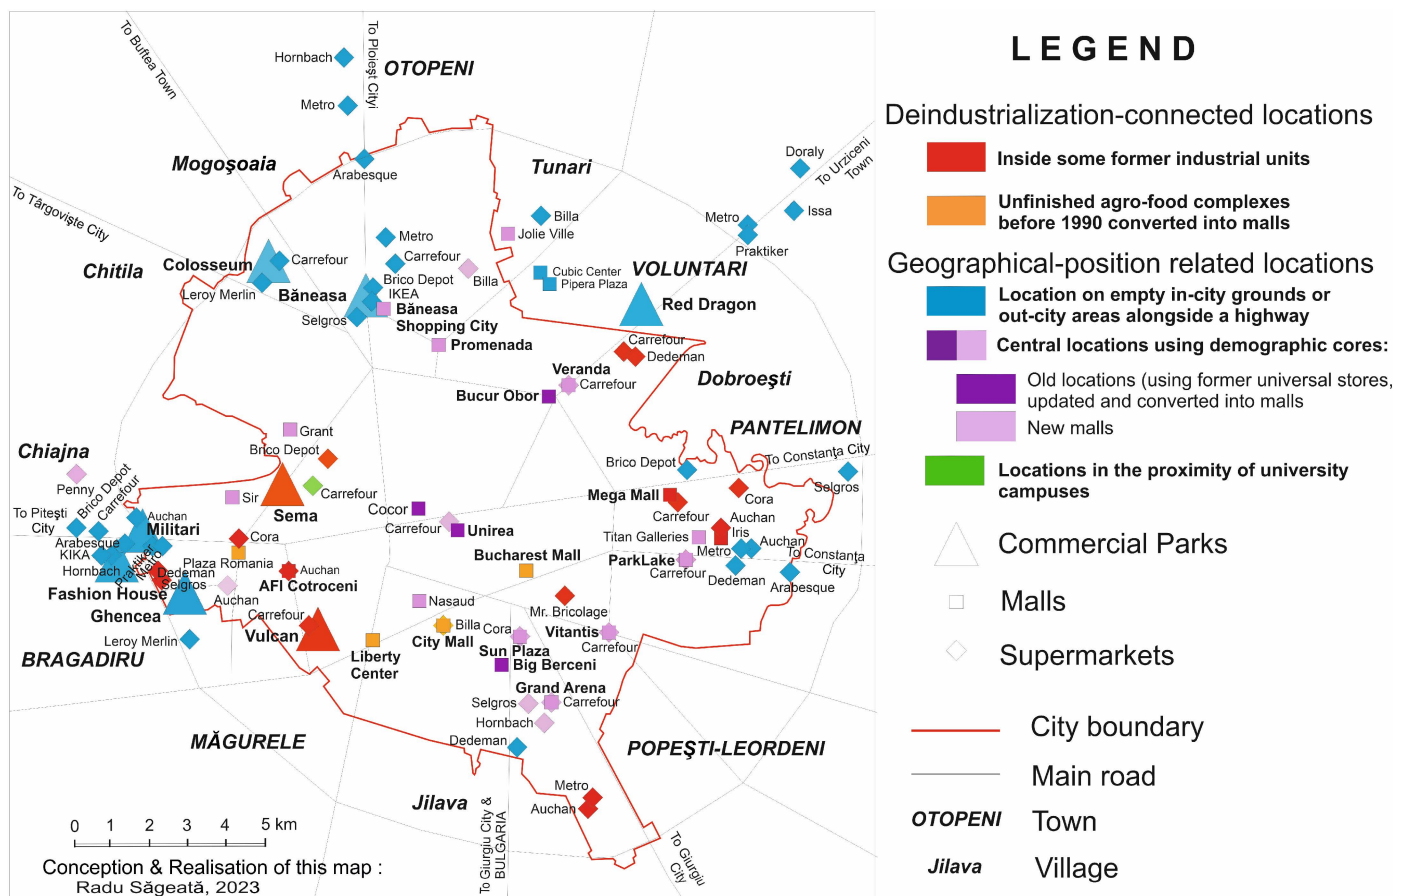 To Buftea Town
Hornbach
To Ploieşt Cityi
OTOPENI
Metro
Mogoşoaia
Arabesque
Tunari
Doraly
To Urziceni
Town
To Târgovişte City
Billa
Issa
Metro
Jolie Ville
Metro
Praktiker
Chitila
Colosseum
Carrefour
Carrefour
Billa
Cubic Center
Pipera Plaza
VOLUNTARI
Leroy Merlin
Băneasa
Brico Depot
IKEA
Selgros
Băneasa
Shopping City
Red Dragon
Promenada
Carrefour
Dedeman
Veranda
Carrefour
Dobroeşti
Bucur Obor
PANTELIMON
Grant
Chiajna
Brico Depot
Brico Depot
To Constanţa City
Penny
Brico Depot
Carrefour
Sir
Carrefour
Sema
Selgros
Mega Mall
Cora
Carrefour
To Piteşti
City
Auchan
Militari
Cocor
Carrefour
Unirea
Auchan
Iris
Titan Galleries
Arabesque
KIKA
Cora
Metro
Auchan
To Constanţa
City
Hornbach
Praktiker
Metro
Plaza Romania
Bucharest Mall
ParkLake
Carrefour
Dedeman
Dedeman
Selgros
Auchan
AFI Cotroceni
Arabesque
Fashion House
Auchan
Ghencea
Carrefour
Nasaud
Mr. Bricolage
Vulcan
Billa
City Mall
Cora
Sun Plaza
Vitantis
Carrefour
Leroy Merlin
Liberty
Center
Big Berceni
BRAGADIRU
Grand Arena
Selgros
Carrefour
Hornbach
MĂGURELE
Dedeman
POPEŞTI-LEORDENI
Metro
Auchan
Jilava
To Giurgiu City &
BULGARIA
To Giurgiu
City
0 1 2 3 4 5 km
Conception & Realisation of this map :
Radu Săgeată, 2023
LEGEND
Deindustrialization-connected locations
Inside some former industrial units
Unfinished agro-food complexes
before 1990 converted into malls
Geographical-position related locations
Location on empty in-city grounds or
out-city areas alongside a highway
Central locations using demographic cores:
Old locations (using former universal stores,
updated and converted into malls
New malls
Locations in the proximity of university
campuses
Commercial Parks
Malls
Supermarkets
City boundary
Main road
OTOPENI Town
Jilava Village